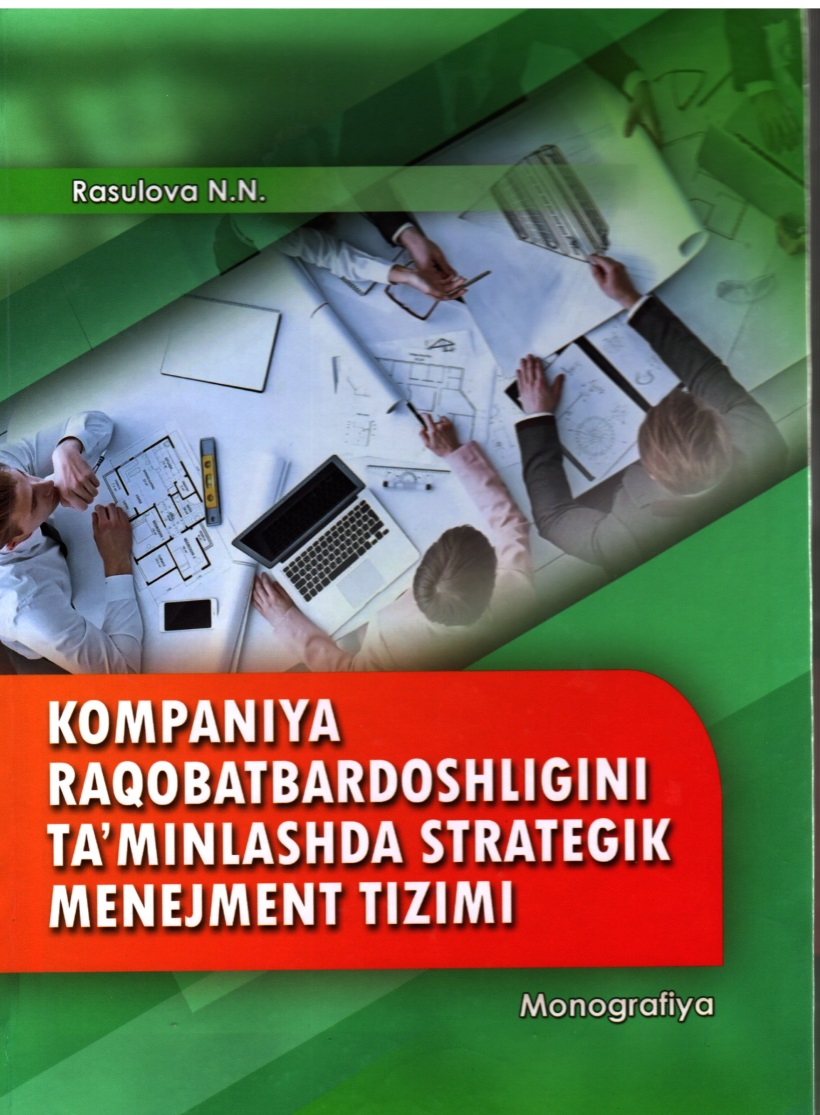 Rasulova N.N.
KOMPANIYA
RAQOBATBARDOSHLIGINI
TA'MINLASHDA STRATEGIK
MENEJMENT TIZIMI
Monografiya